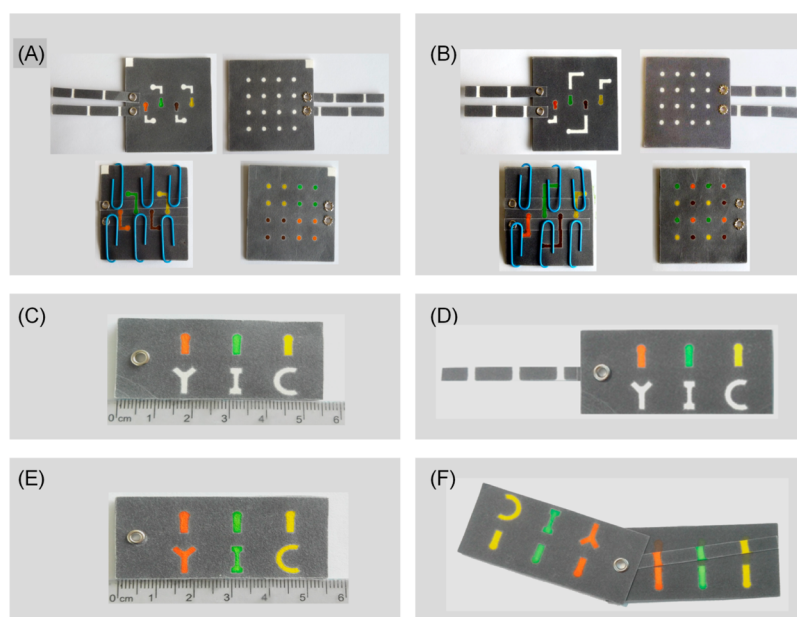 (A)
(B)
(C)
Y I C
0 cm 1 2 3 4 5 6
(D)
Y I C
(E)
Y I C
0 cm 1 2 3 4 5 6
(F)
C I Y